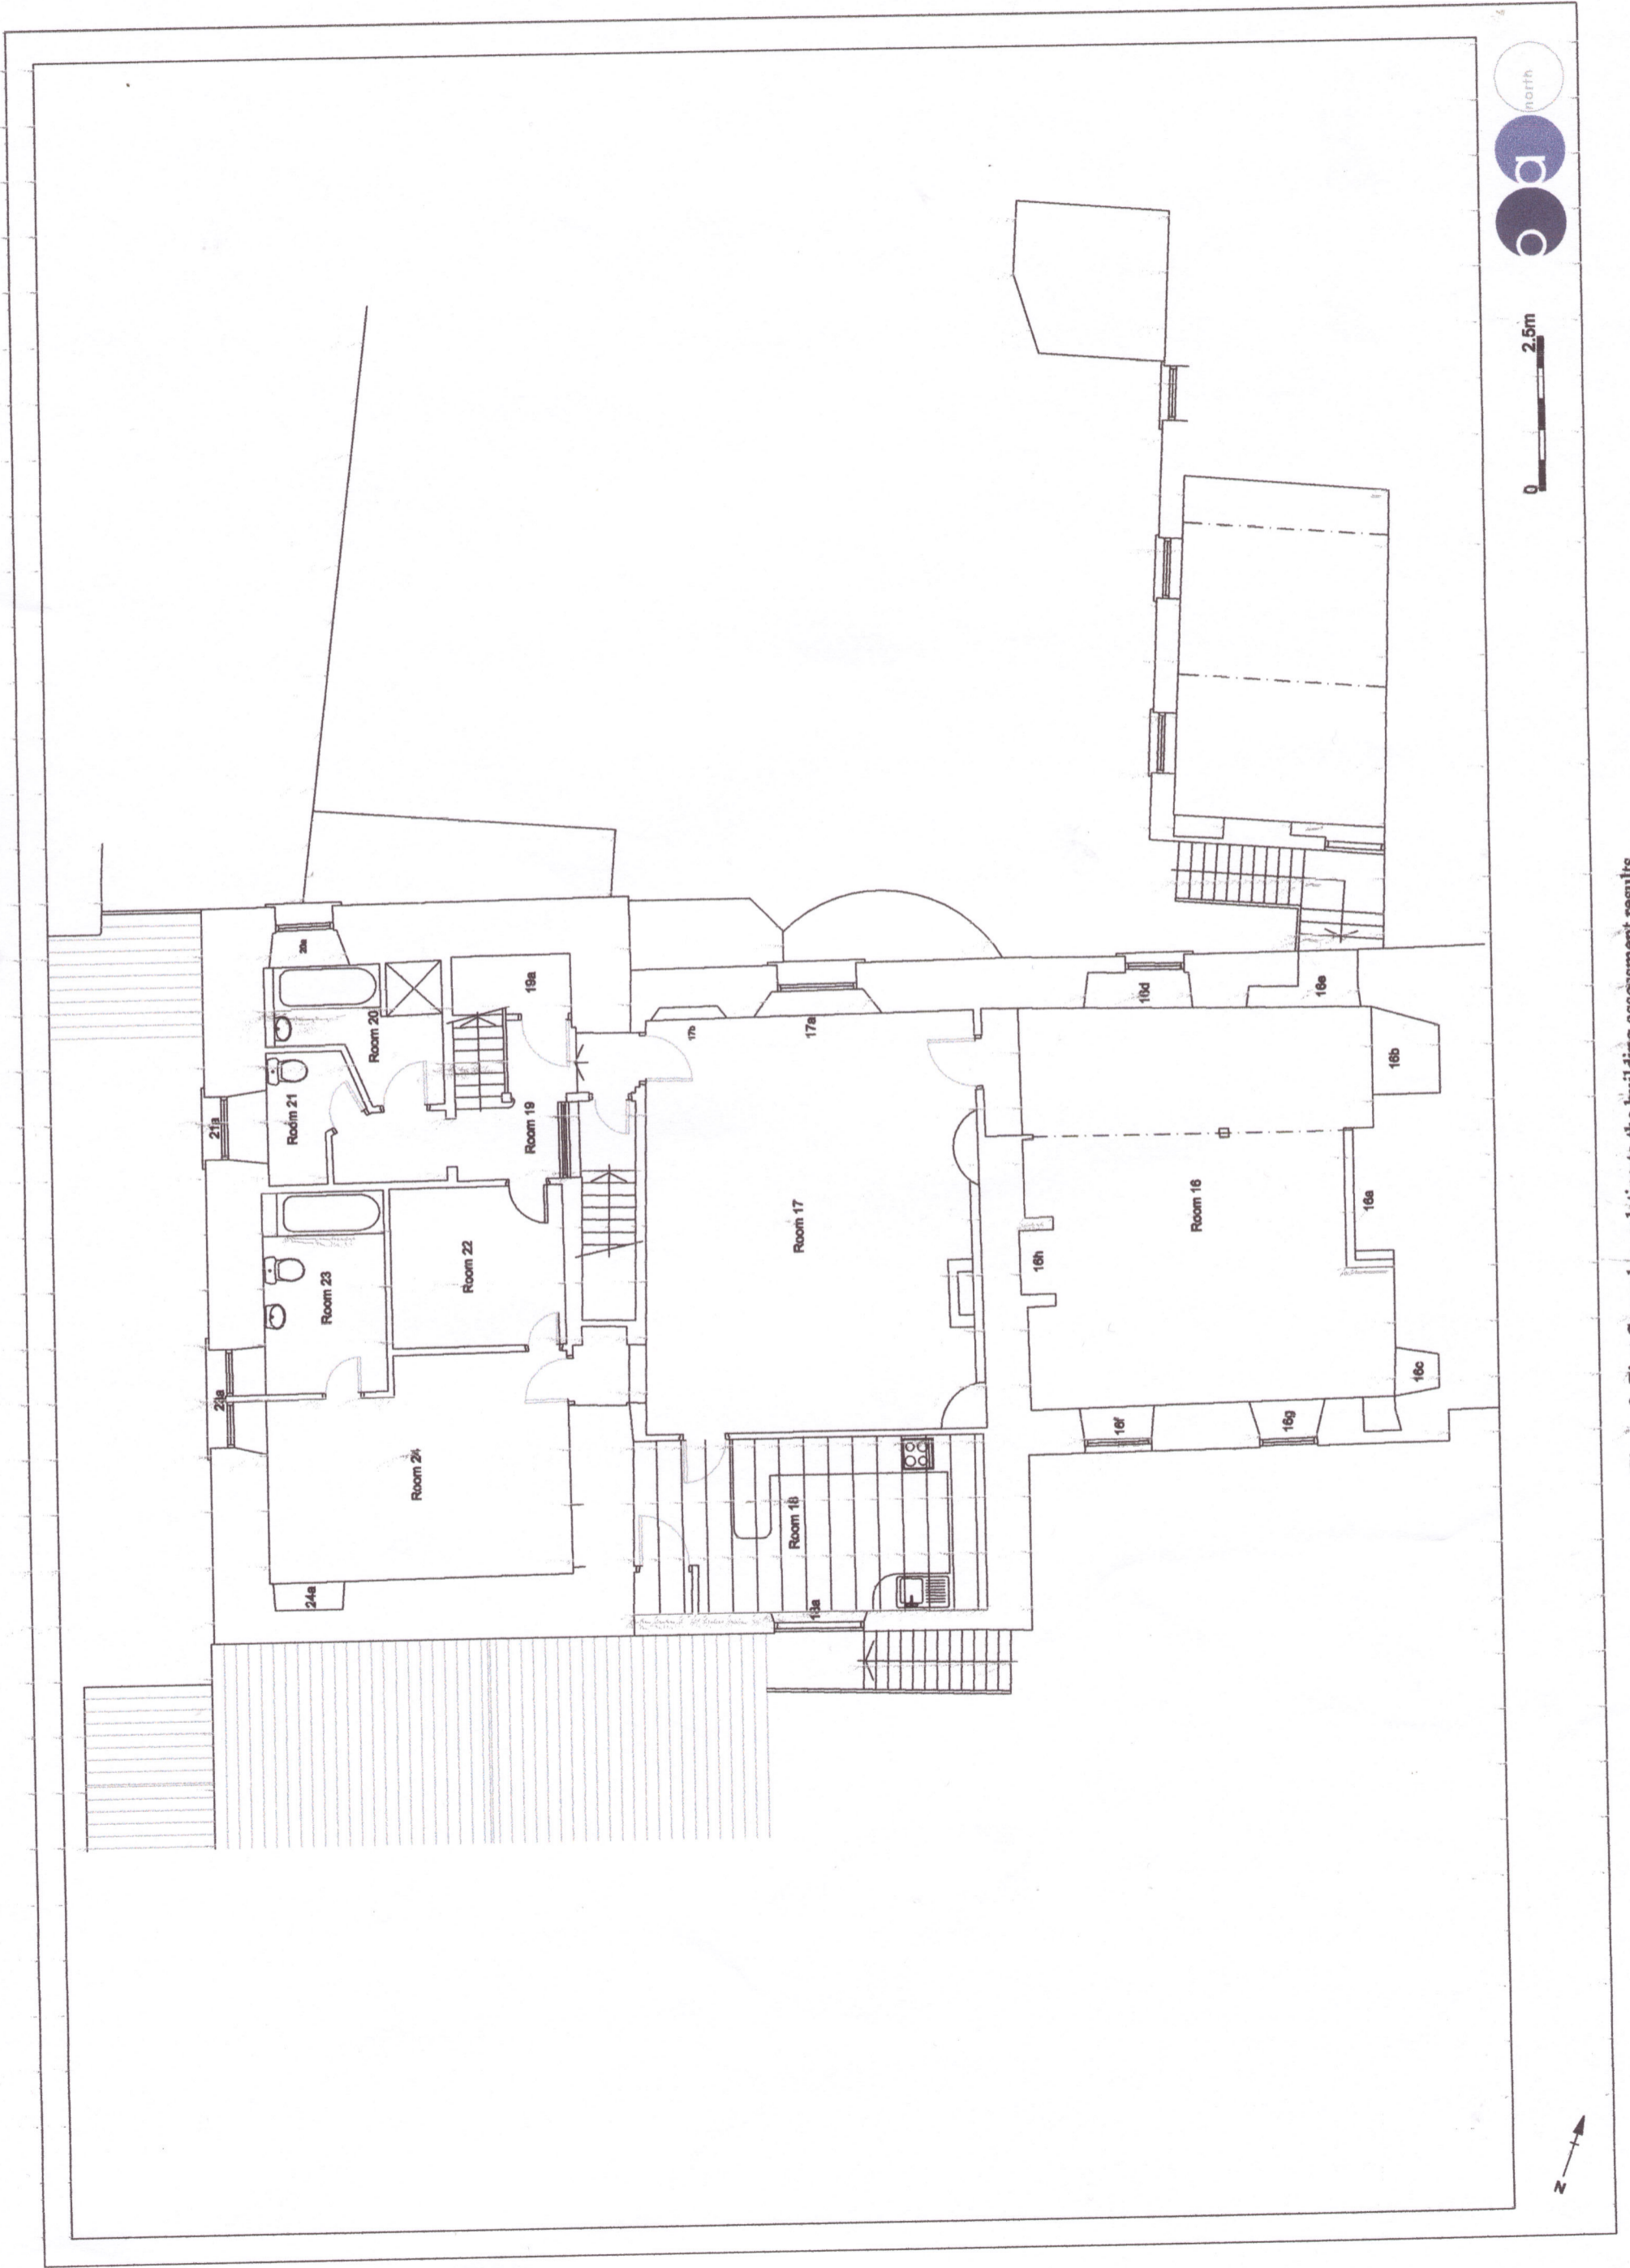 Room 24
24a
23a
Room 23
Room 22
21a
Room 21
Room 20
20a
Room 19
19a
Room 18
18a
Room 17
17a
17b
Room 16
16a
16b
16c
16d
16e
16f
16g
16h
0
2.5m
north
N